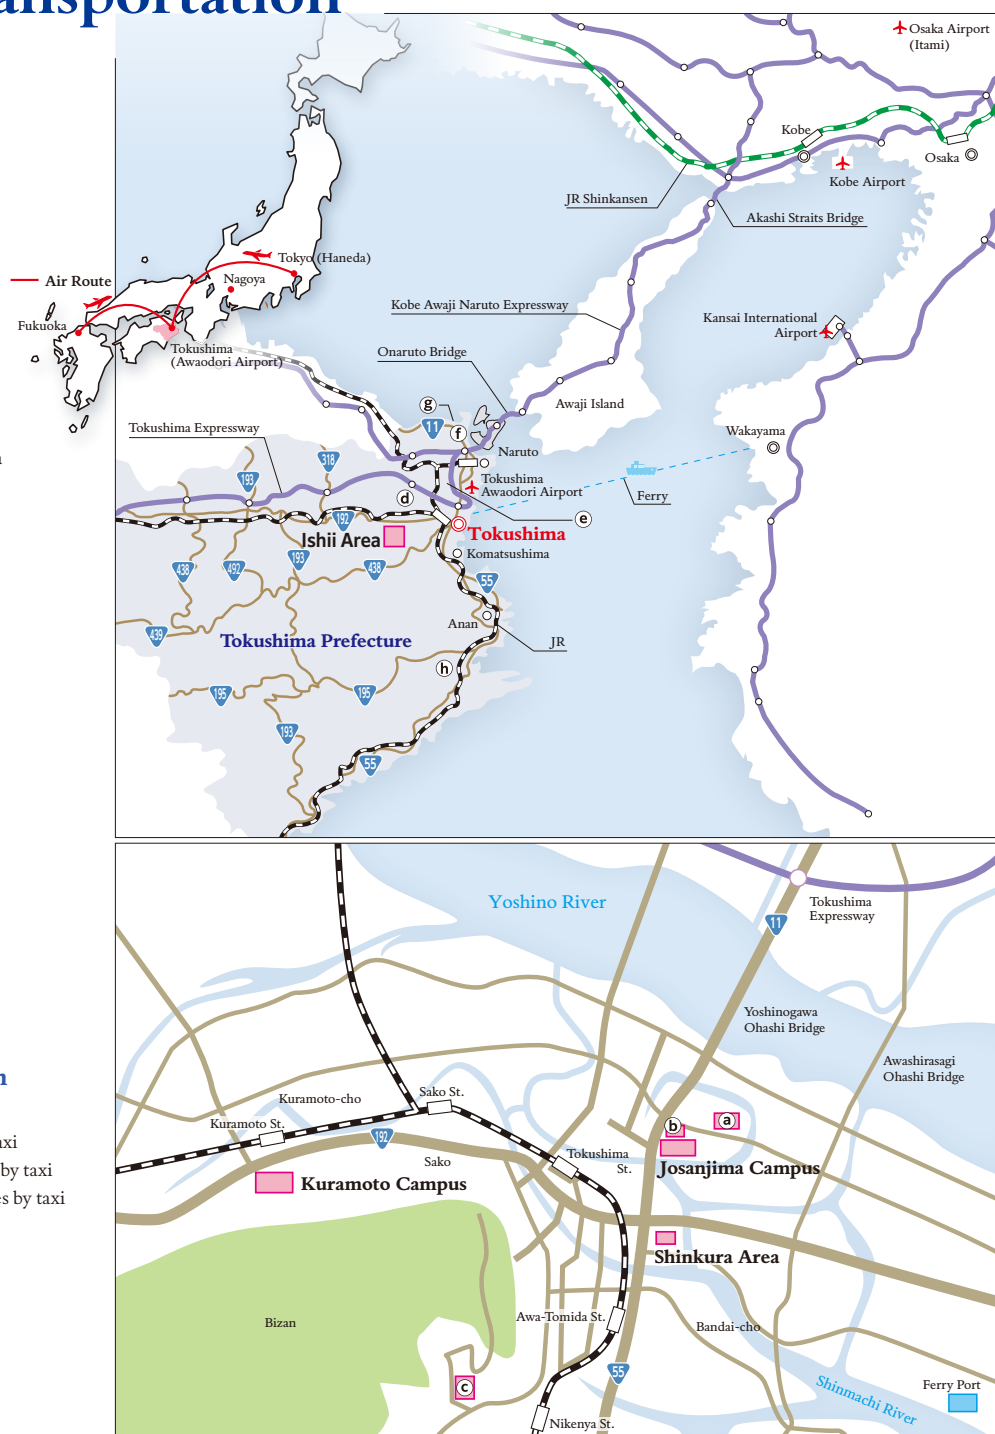 ansportation
Osaka Airport
(Itami)
Kobe
Osaka
Kobe Airport
JR Shinkansen
Akashi Straits Bridge
Tokyo (Haneda)
Nagoya
Air Route
Fukuoka
Tokushima
(Awaodori Airport)
Kobe Awaji Naruto Expressway
Kansai International
Airport
Onaruto Bridge
Awaji Island
g
11
f
Tokushima Expressway
Wakayama
Naruto
318
193
Tokushima
Awaodori Airport
Ferry
d
e
192
Tokushima
Ishii Area
Komatsushima
193
438
492
438
55
Anan
439
Tokushima Prefecture
JR
h
195
195
193
55
Yoshino River
Tokushima
Expressway
11
Yoshinogawa
Ohashi Bridge
Awashirasagi
Ohashi Bridge
n
Kuramoto-cho
Sako St.
Kuramoto St.
192
b
a
axi
by taxi
es by taxi
Sako
Tokushima
St.
Josanjima Campus
Kuramoto Campus
Shinkura Area
Bizan
Awa-Tomida St.
Bandai-cho
55
c
Shinmachi River
Ferry Port
Nikenya St.